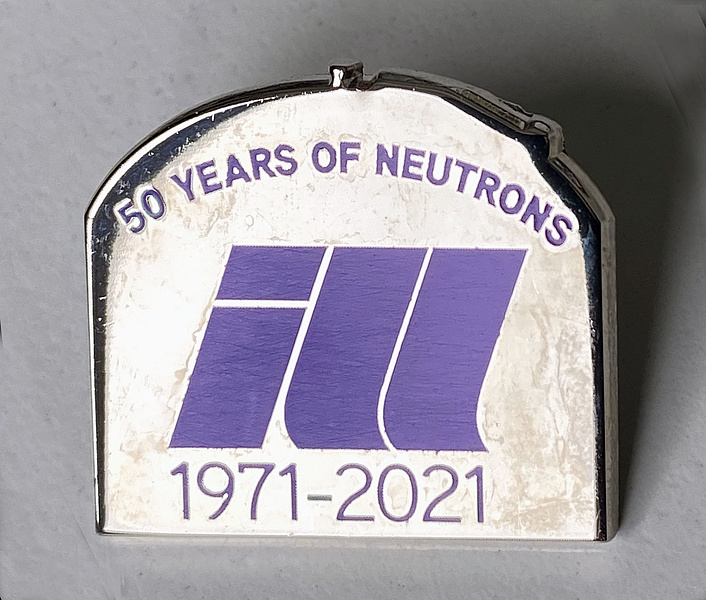 50 YEARS OF NEUTRONS
ill
1971-2021